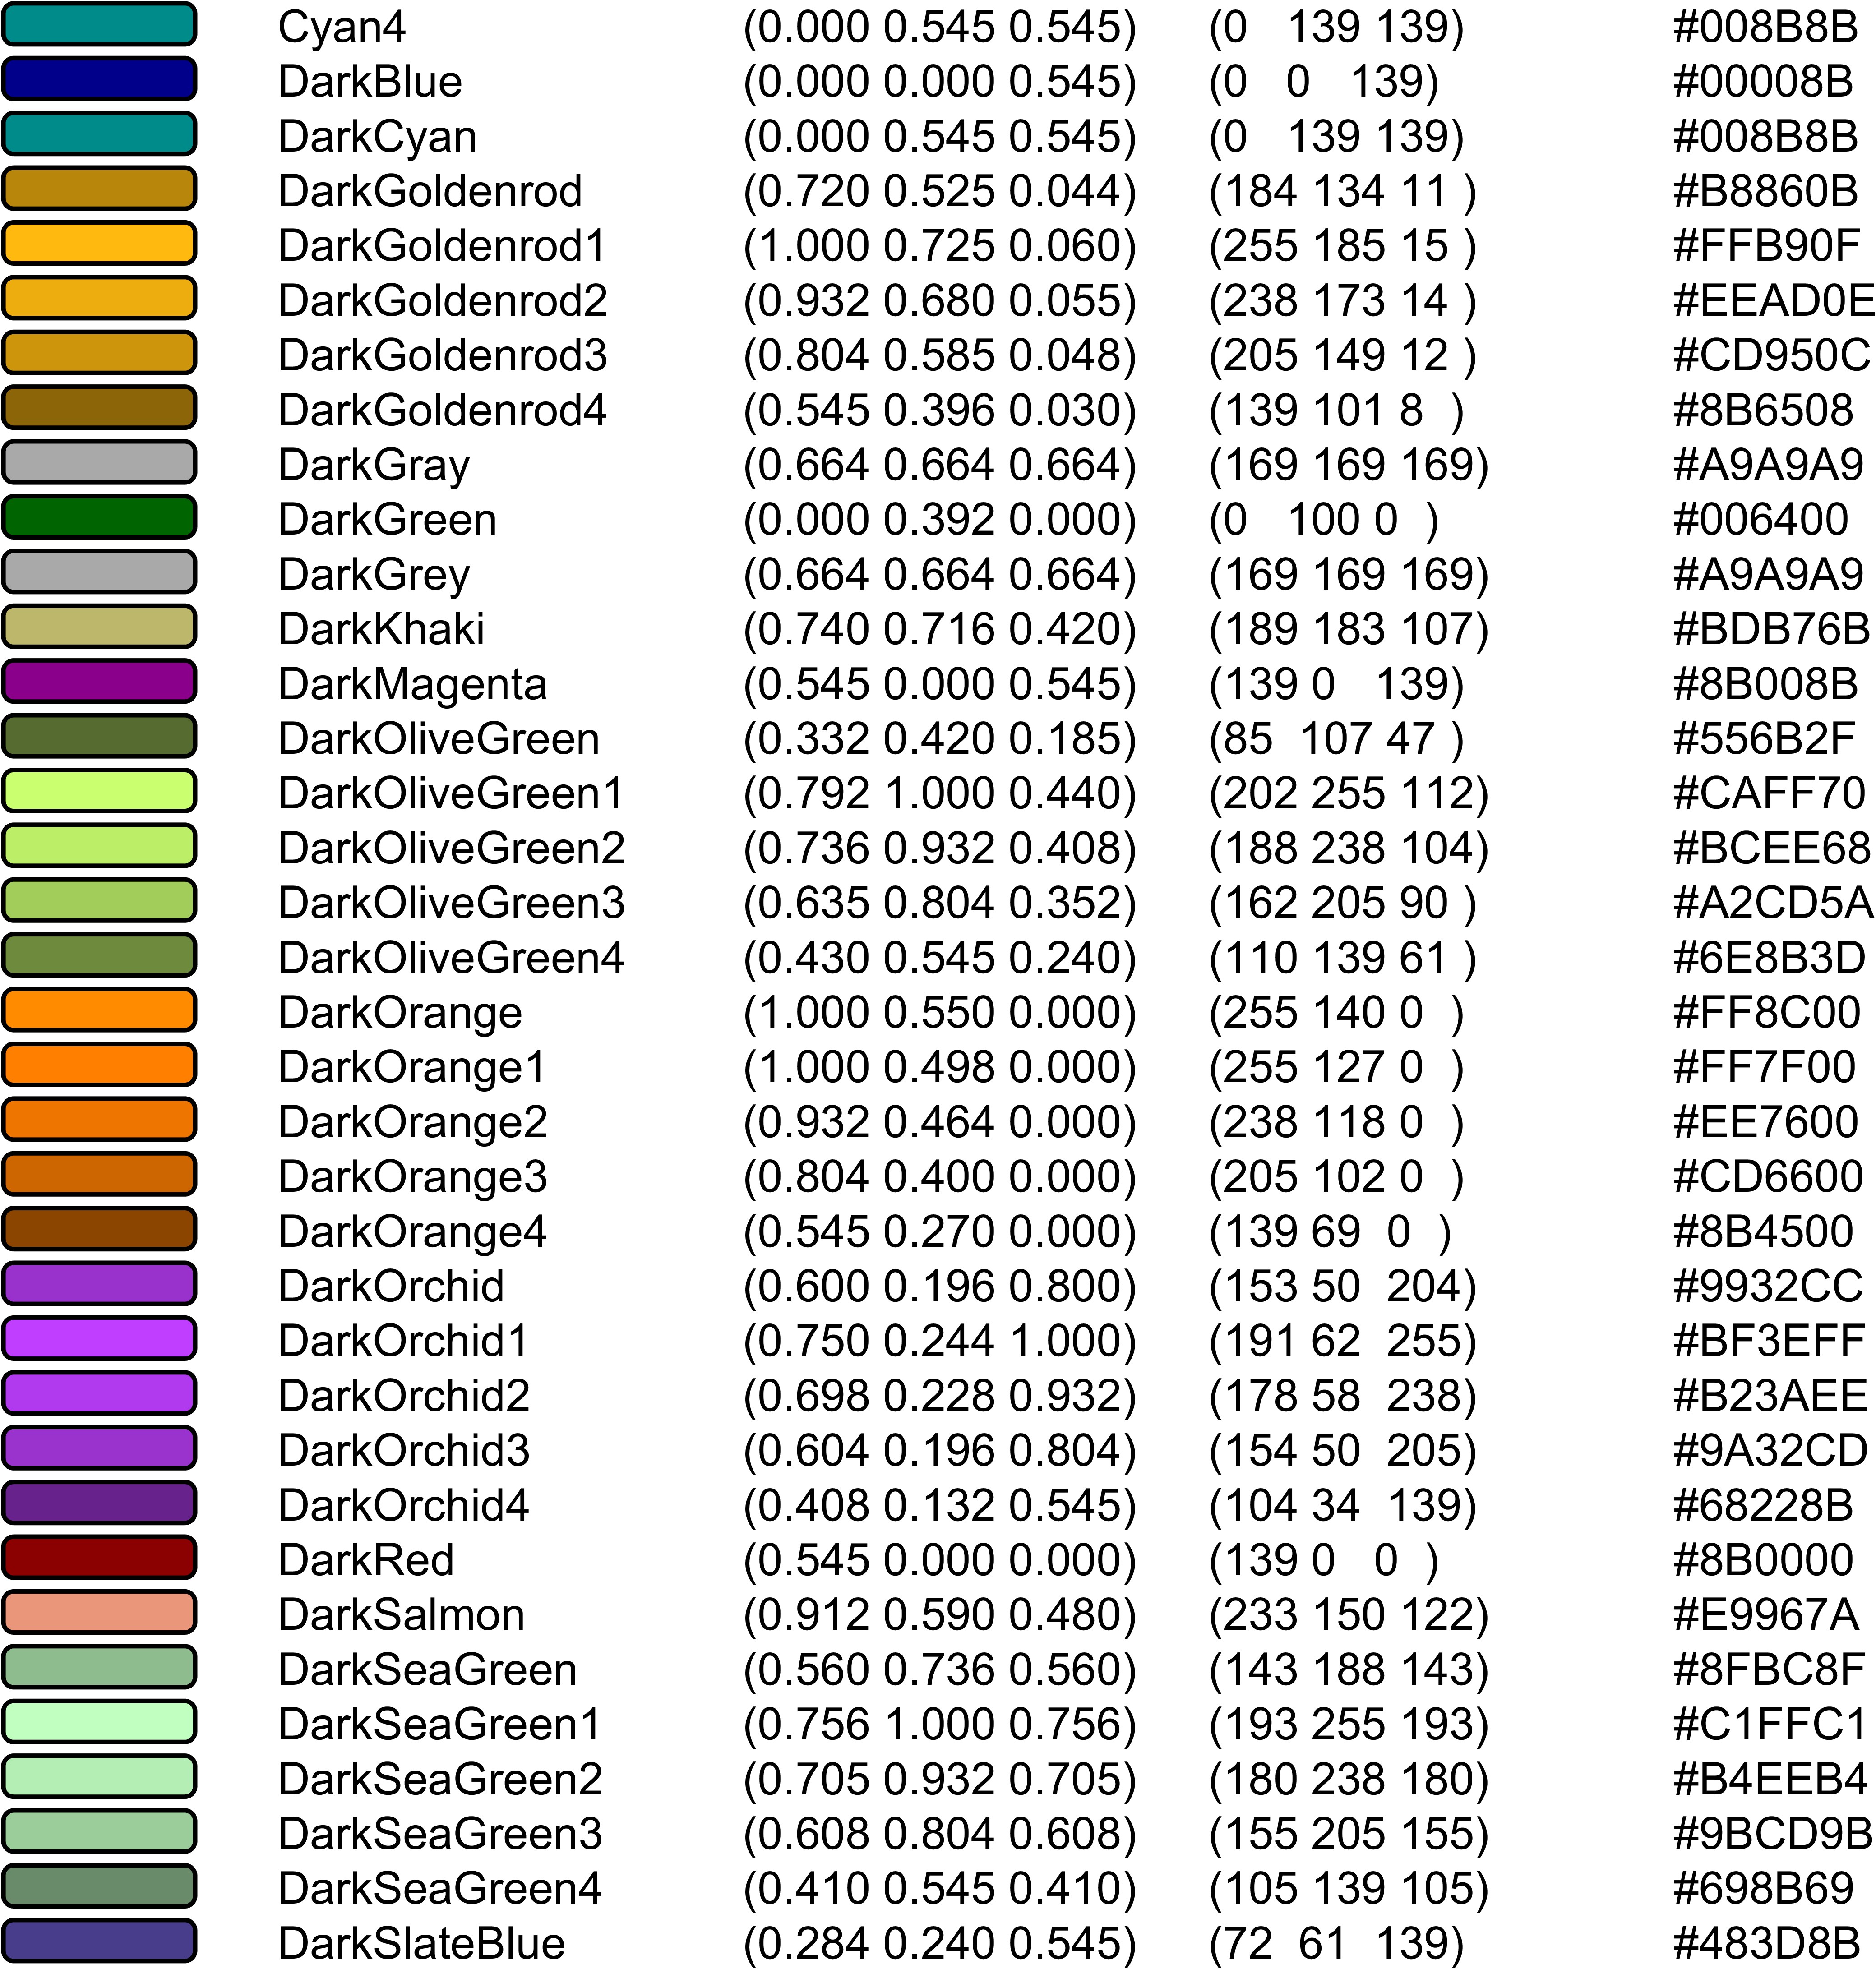 Cyan4 (0.000 0.545 0.545) (0 139 139) #008B8B
DarkBlue (0.000 0.000 0.545) (0 0 139) #00008B
DarkCyan (0.000 0.545 0.545) (0 139 139) #008B8B
DarkGoldenrod (0.720 0.525 0.044) (184 134 11 ) #B8860B
DarkGoldenrod1 (1.000 0.725 0.060) (255 185 15 ) #FFB90F
DarkGoldenrod2 (0.932 0.680 0.055) (238 173 14 ) #EEAD0E
DarkGoldenrod3 (0.804 0.585 0.048) (205 149 12 ) #CD950C
DarkGoldenrod4 (0.545 0.396 0.030) (139 101 8 ) #8B6508
DarkGray (0.664 0.664 0.664) (169 169 169) #A9A9A9
DarkGreen (0.000 0.392 0.000) (0 100 0 ) #006400
DarkGrey (0.664 0.664 0.664) (169 169 169) #A9A9A9
DarkKhaki (0.740 0.716 0.420) (189 183 107) #BDB76B
DarkMagenta (0.545 0.000 0.545) (139 0 139) #8B008B
DarkOliveGreen (0.332 0.420 0.185) (85 107 47 ) #556B2F
DarkOliveGreen1 (0.792 1.000 0.440) (202 255 112) #CAFF70
DarkOliveGreen2 (0.736 0.932 0.408) (188 238 104) #BCEE68
DarkOliveGreen3 (0.635 0.804 0.352) (162 205 90 ) #A2CD5A
DarkOliveGreen4 (0.430 0.545 0.240) (110 139 61 ) #6E8B3D
DarkOrange (1.000 0.550 0.000) (255 140 0 ) #FF8C00
DarkOrange1 (1.000 0.498 0.000) (255 127 0 ) #FF7F00
DarkOrange2 (0.932 0.464 0.000) (238 118 0 ) #EE7600
DarkOrange3 (0.804 0.400 0.000) (205 102 0 ) #CD6600
DarkOrange4 (0.545 0.270 0.000) (139 69 0 ) #8B4500
DarkOrchid (0.600 0.196 0.800) (153 50 204) #9932CC
DarkOrchid1 (0.750 0.244 1.000) (191 62 255) #BF3EFF
DarkOrchid2 (0.698 0.228 0.932) (178 58 238) #B23AEE
DarkOrchid3 (0.604 0.196 0.804) (154 50 205) #9A32CD
DarkOrchid4 (0.408 0.132 0.545) (104 34 139) #68228B
DarkRed (0.545 0.000 0.000) (139 0 0 ) #8B0000
DarkSalmon (0.912 0.590 0.480) (233 150 122) #E9967A
DarkSeaGreen (0.560 0.736 0.560) (143 188 143) #8FBC8F
DarkSeaGreen1 (0.756 1.000 0.756) (193 255 193) #C1FFC1
DarkSeaGreen2 (0.705 0.932 0.705) (180 238 180) #B4EEB4
DarkSeaGreen3 (0.608 0.804 0.608) (155 205 155) #9BCD9B
DarkSeaGreen4 (0.410 0.545 0.410) (105 139 105) #698B69
DarkSlateBlue (0.284 0.240 0.545) (72 61 139) #483D8B